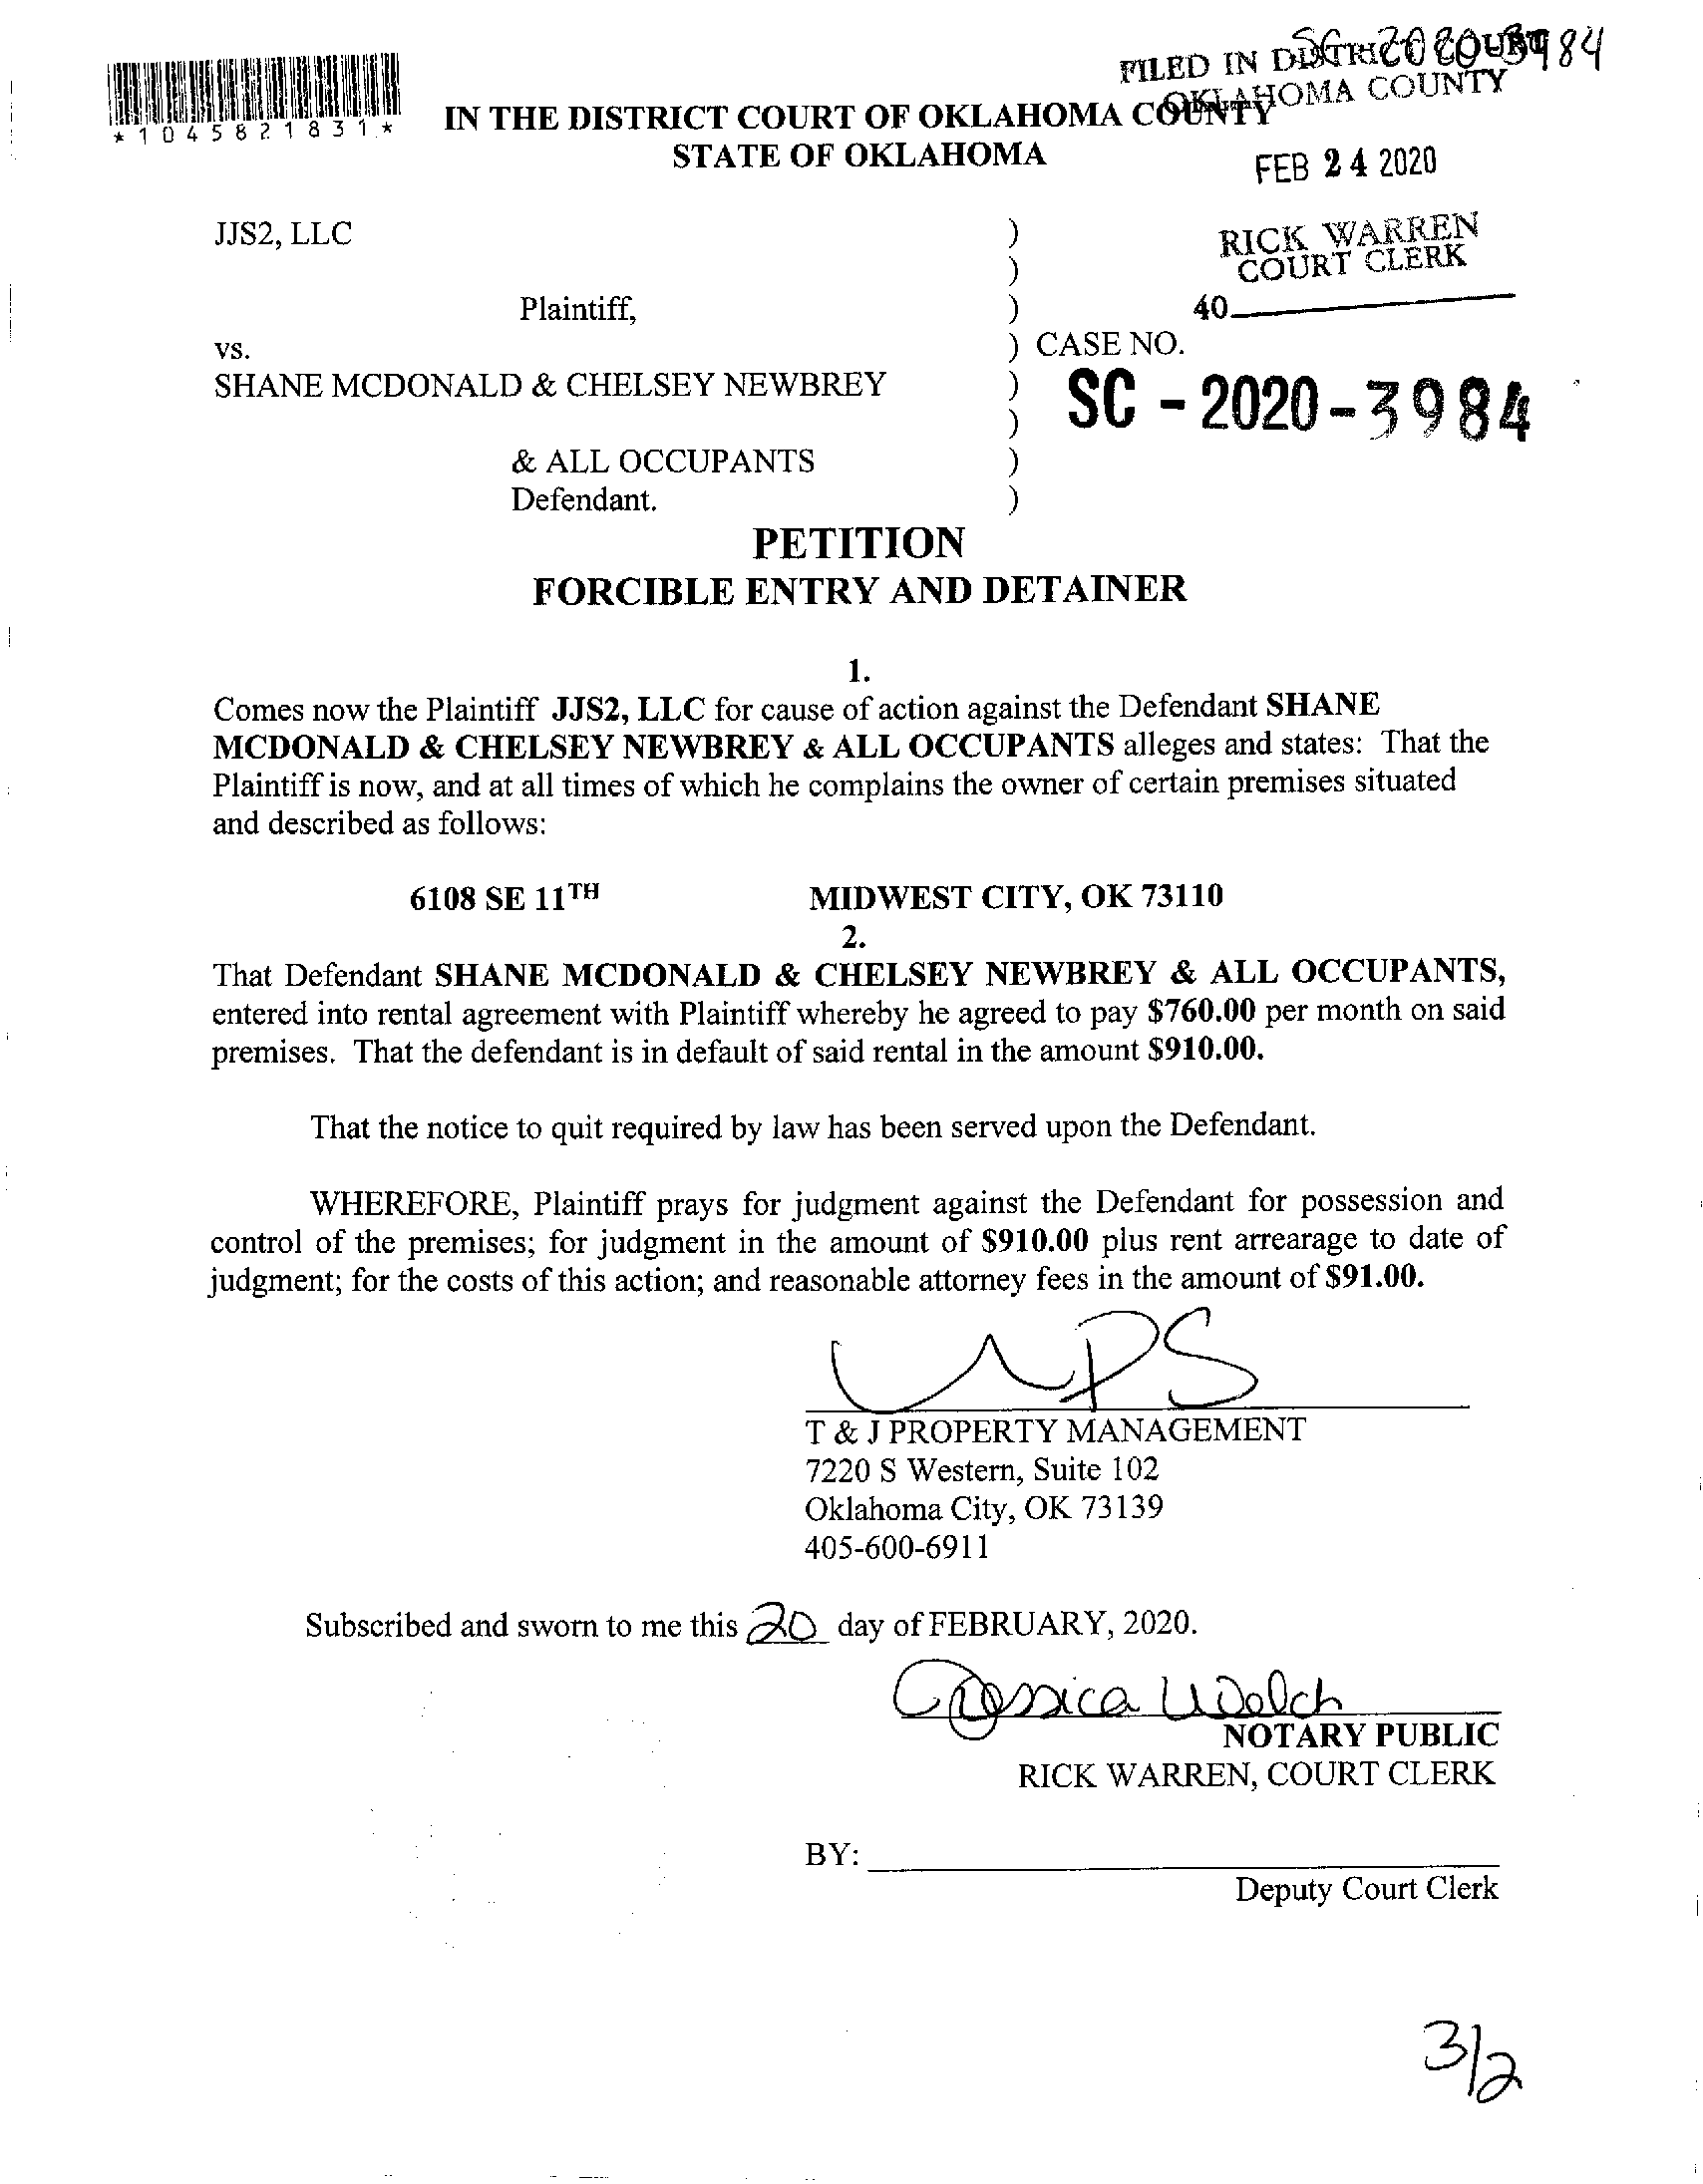 SC 2020 3984
FILED IN DISTRICT COURT
OKLAHOMA COUNTY
*1045821831*
IN THE DISTRICT COURT OF OKLAHOMA COUNTY
STATE OF OKLAHOMA
FEB 24 2020
JJS2, LLC )
RICK WARREN
COURT CLERK
)
Plaintiff, )
40
vs. ) CASE NO.
SHANE MCDONALD & CHELSEY NEWBREY )
SC - 2020 - 3984
)
& ALL OCCUPANTS )
Defendant. )
PETITION
FORCIBLE ENTRY AND DETAINER
1.
Comes now the Plaintiff JJS2, LLC for cause of action against the Defendant SHANE
MCDONALD & CHELSEY NEWBREY & ALL OCCUPANTS alleges and states: That the
Plaintiff is now, and at all times of which he complains the owner of certain premises situated
and described as follows:
6108 SE 11TH MIDWEST CITY, OK 73110
2.
That Defendant SHANE MCDONALD & CHELSEY NEWBREY & ALL OCCUPANTS,
entered into rental agreement with Plaintiff whereby he agreed to pay $760.00 per month on said
premises. That the defendant is in default of said rental in the amount $910.00.
That the notice to quit required by law has been served upon the Defendant.
WHEREFORE, Plaintiff prays for judgment against the Defendant for possession and
control of the premises; for judgment in the amount of $910.00 plus rent arrearage to date of
judgment; for the costs of this action; and reasonable attorney fees in the amount of $91.00.
T & J PROPERTY MANAGEMENT
7220 S Western, Suite 102
Oklahoma City, OK 73139
405-600-6911
Subscribed and sworn to me this 20 day of FEBRUARY, 2020.
Jessica Welch
NOTARY PUBLIC
RICK WARREN, COURT CLERK
BY:
Deputy Court Clerk
3/2